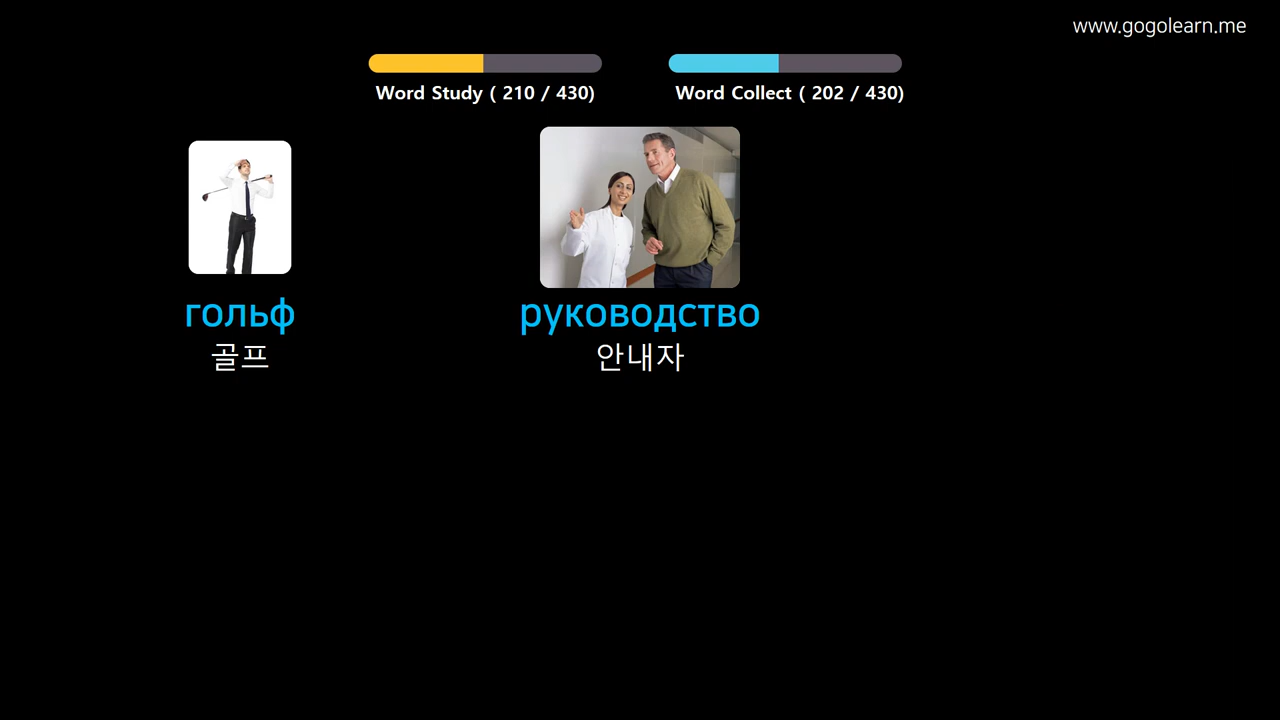 www.gogolearn.me
Word Study ( 210 / 430)
Word Collect ( 202 / 430)
гольф
골프
руководство
안내자